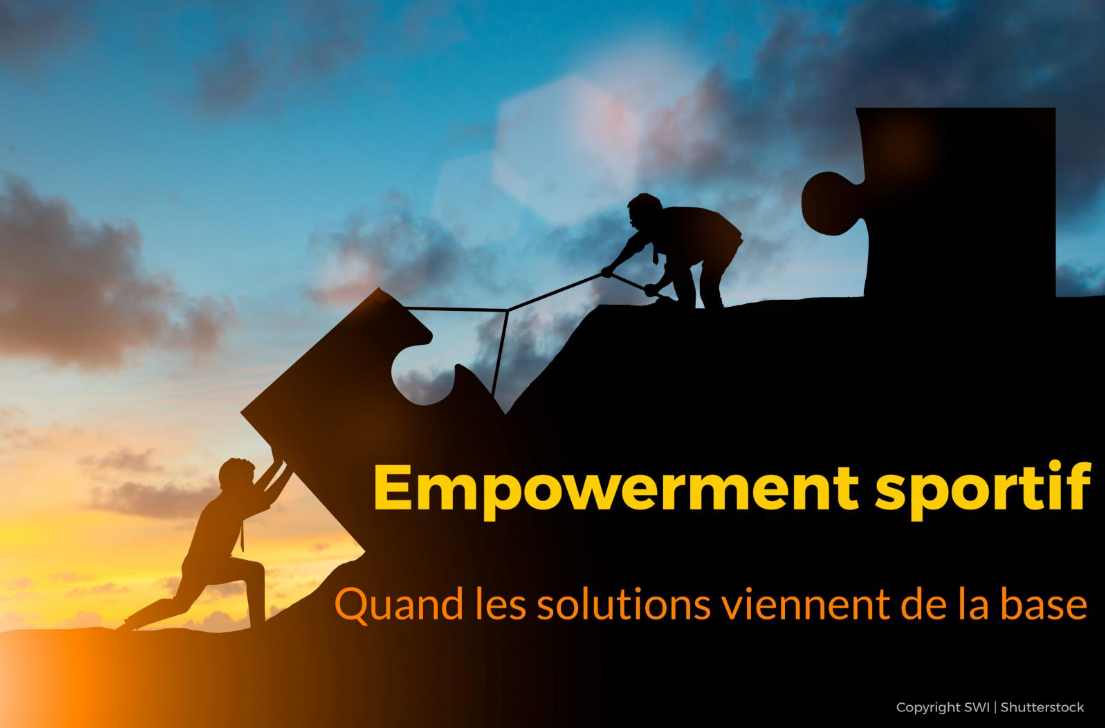 Empowerment sportif
Quand les solutions viennent de la base
Copyright SWI | Shutterstock